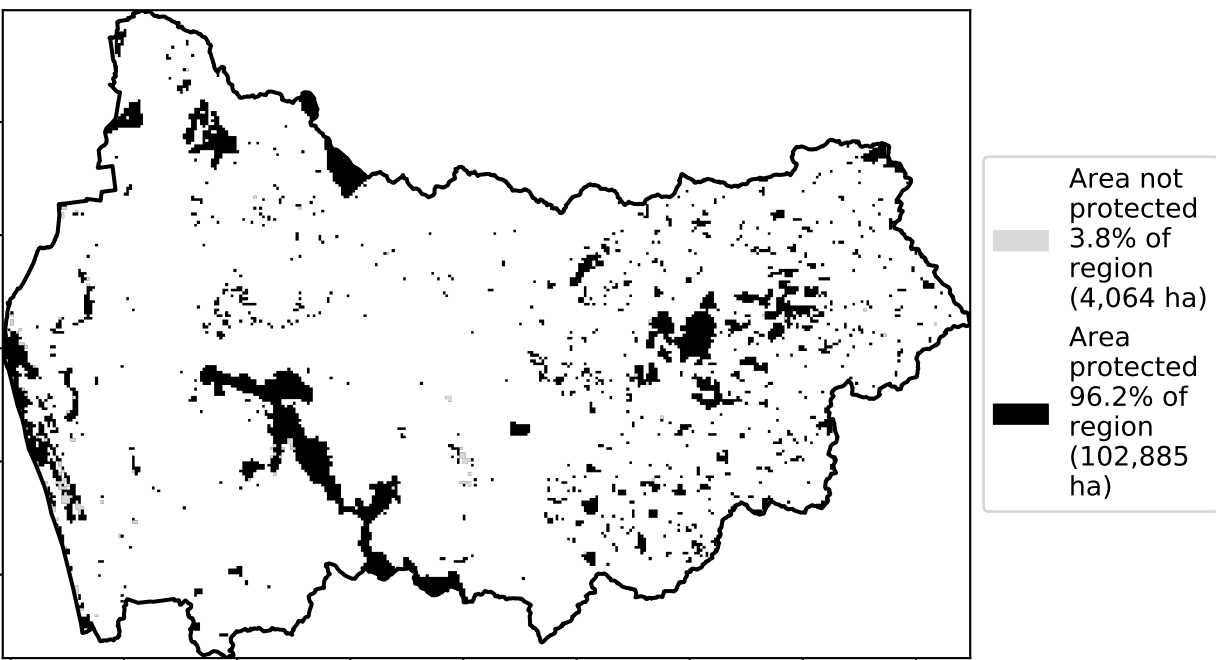 Area not
protected
3.8% of
region
(4,064 ha)
Area
protected
96.2% of
region
(102,885
ha)